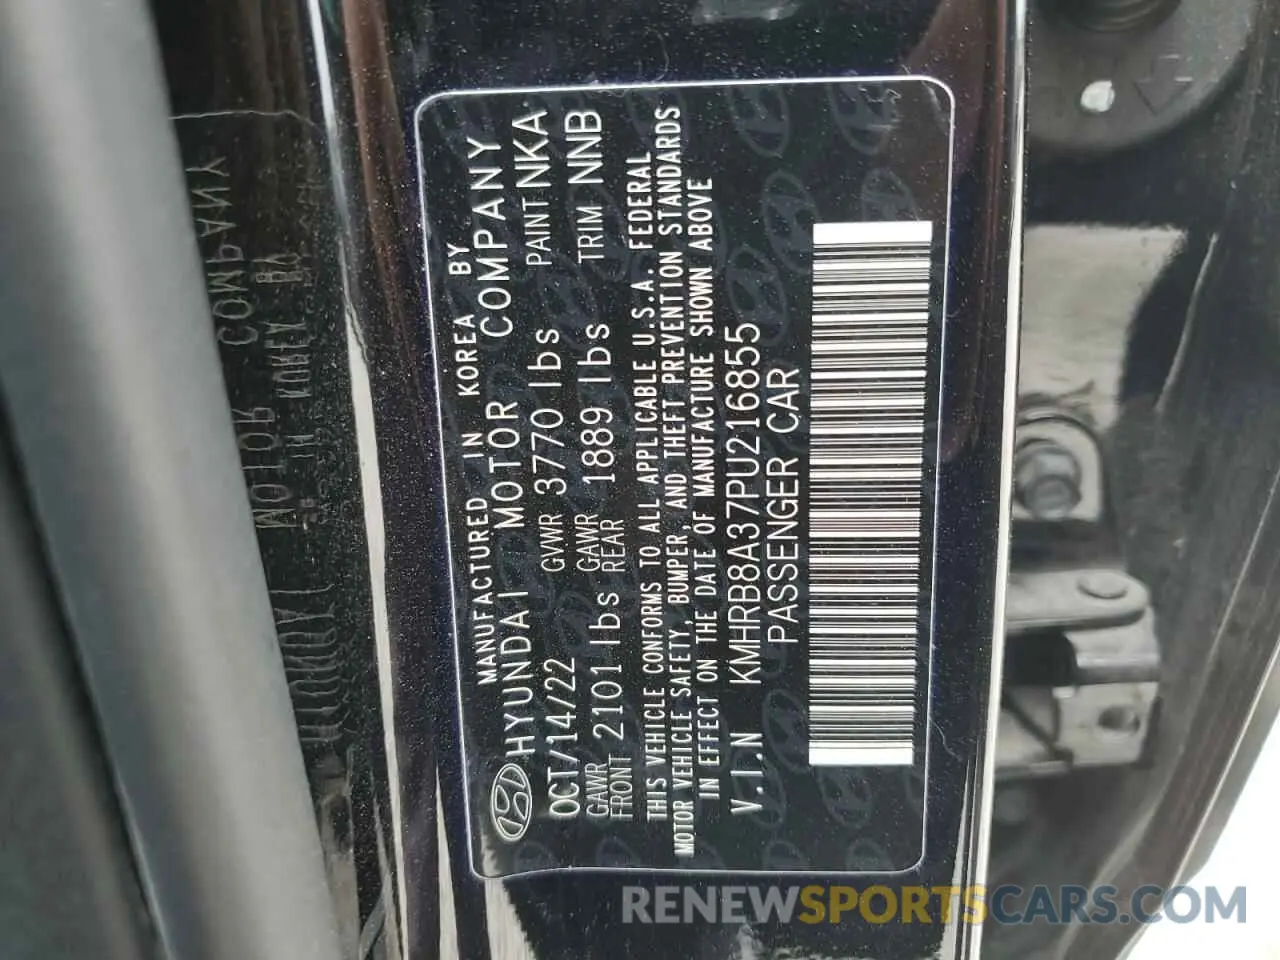 MANUFACTURED IN KOREA BY
HYUNDAI MOTOR COMPANY
OCT/14/22 GVWR 3770 lbs PAINT NKA
GAWR FRONT 2101 lbs GAWR REAR 1889 lbs TRIM NNB
THIS VEHICLE CONFORMS TO ALL APPLICABLE U.S.A. FEDERAL
MOTOR VEHICLE SAFETY, BUMPER, AND THEFT PREVENTION STANDARDS
IN EFFECT ON THE DATE OF MANUFACTURE SHOWN ABOVE
V.I.N KMHRB8A37PU216855
PASSENGER CAR
RENEWSPORTSCARS.COM